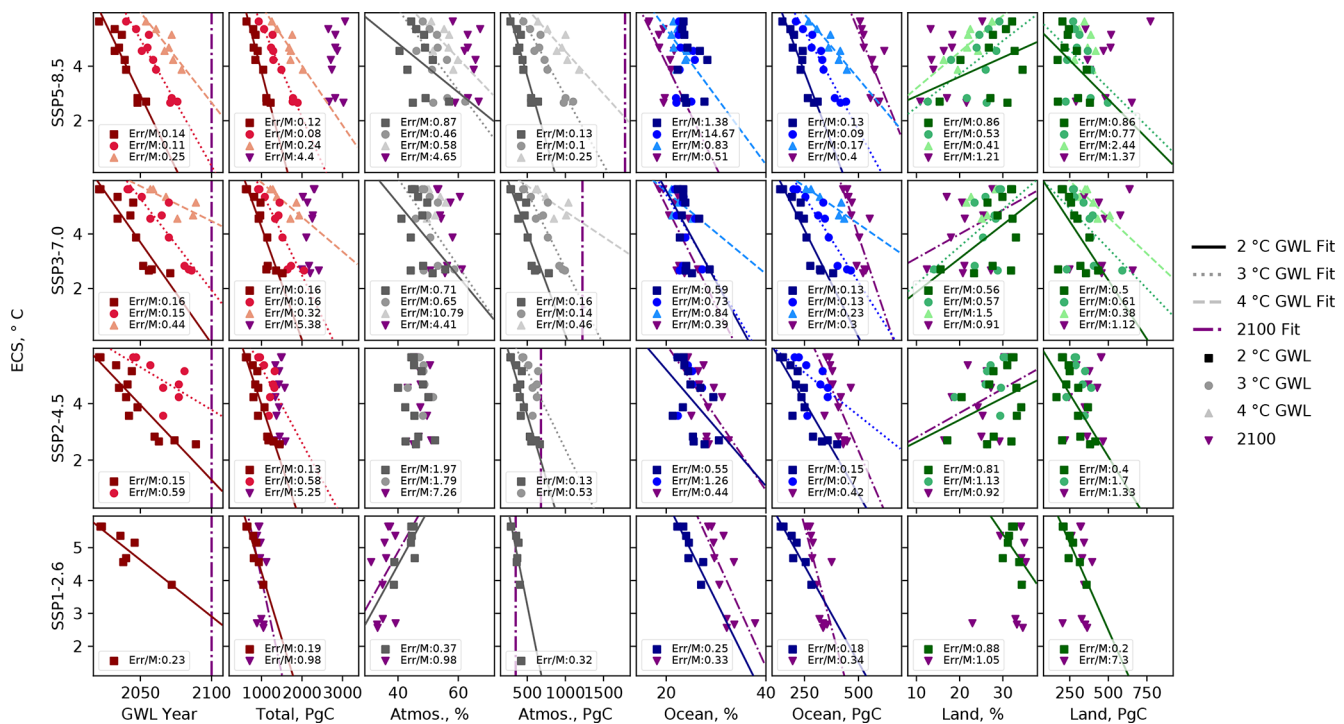 ECS, ° C
SSP5-8.5
4
2
Err/M:0.14
Err/M:0.11
Err/M:0.25
Err/M:0.12
Err/M:0.08
Err/M:0.24
Err/M:4.4
Err/M:0.87
Err/M:0.46
Err/M:0.58
Err/M:4.65
Err/M:0.13
Err/M:0.1
Err/M:0.25
Err/M:1.38
Err/M:14.67
Err/M:0.83
Err/M:0.51
Err/M:0.13
Err/M:0.09
Err/M:0.17
Err/M:0.4
Err/M:0.86
Err/M:0.53
Err/M:0.41
Err/M:1.21
Err/M:0.86
Err/M:0.77
Err/M:2.44
Err/M:1.37
SSP3-7.0
4
2
Err/M:0.16
Err/M:0.15
Err/M:0.44
Err/M:0.16
Err/M:0.16
Err/M:0.32
Err/M:5.38
Err/M:0.71
Err/M:0.65
Err/M:10.79
Err/M:4.41
Err/M:0.16
Err/M:0.14
Err/M:0.46
Err/M:0.59
Err/M:0.73
Err/M:0.84
Err/M:0.39
Err/M:0.13
Err/M:0.13
Err/M:0.23
Err/M:0.3
Err/M:0.56
Err/M:0.57
Err/M:1.5
Err/M:0.91
Err/M:0.5
Err/M:0.61
Err/M:0.38
Err/M:1.12
SSP2-4.5
4
2
Err/M:0.15
Err/M:0.59
Err/M:0.13
Err/M:0.58
Err/M:5.25
Err/M:1.97
Err/M:1.79
Err/M:7.26
Err/M:0.13
Err/M:0.53
Err/M:0.55
Err/M:1.26
Err/M:0.44
Err/M:0.15
Err/M:0.7
Err/M:0.42
Err/M:0.81
Err/M:1.13
Err/M:0.92
Err/M:0.4
Err/M:1.33
SSP1-2.6
5
4
3
2
Err/M:0.23
Err/M:0.19
Err/M:0.98
Err/M:0.37
Err/M:0.98
Err/M:0.32
Err/M:0.25
Err/M:0.33
Err/M:0.18
Err/M:0.34
Err/M:0.88
Err/M:1.05
Err/M:0.2
Err/M:7.3
2050 2100
GWL Year
1000 2000 3000
Total, PgC
40 60
Atmos., %
500 1000 1500
Atmos., PgC
20 40
Ocean, %
250 500
Ocean, PgC
10 20 30
Land, %
250 500 750
Land, PgC
2 °C GWL Fit
3 °C GWL Fit
4 °C GWL Fit
2100 Fit
2 °C GWL
3 °C GWL
4 °C GWL
2100